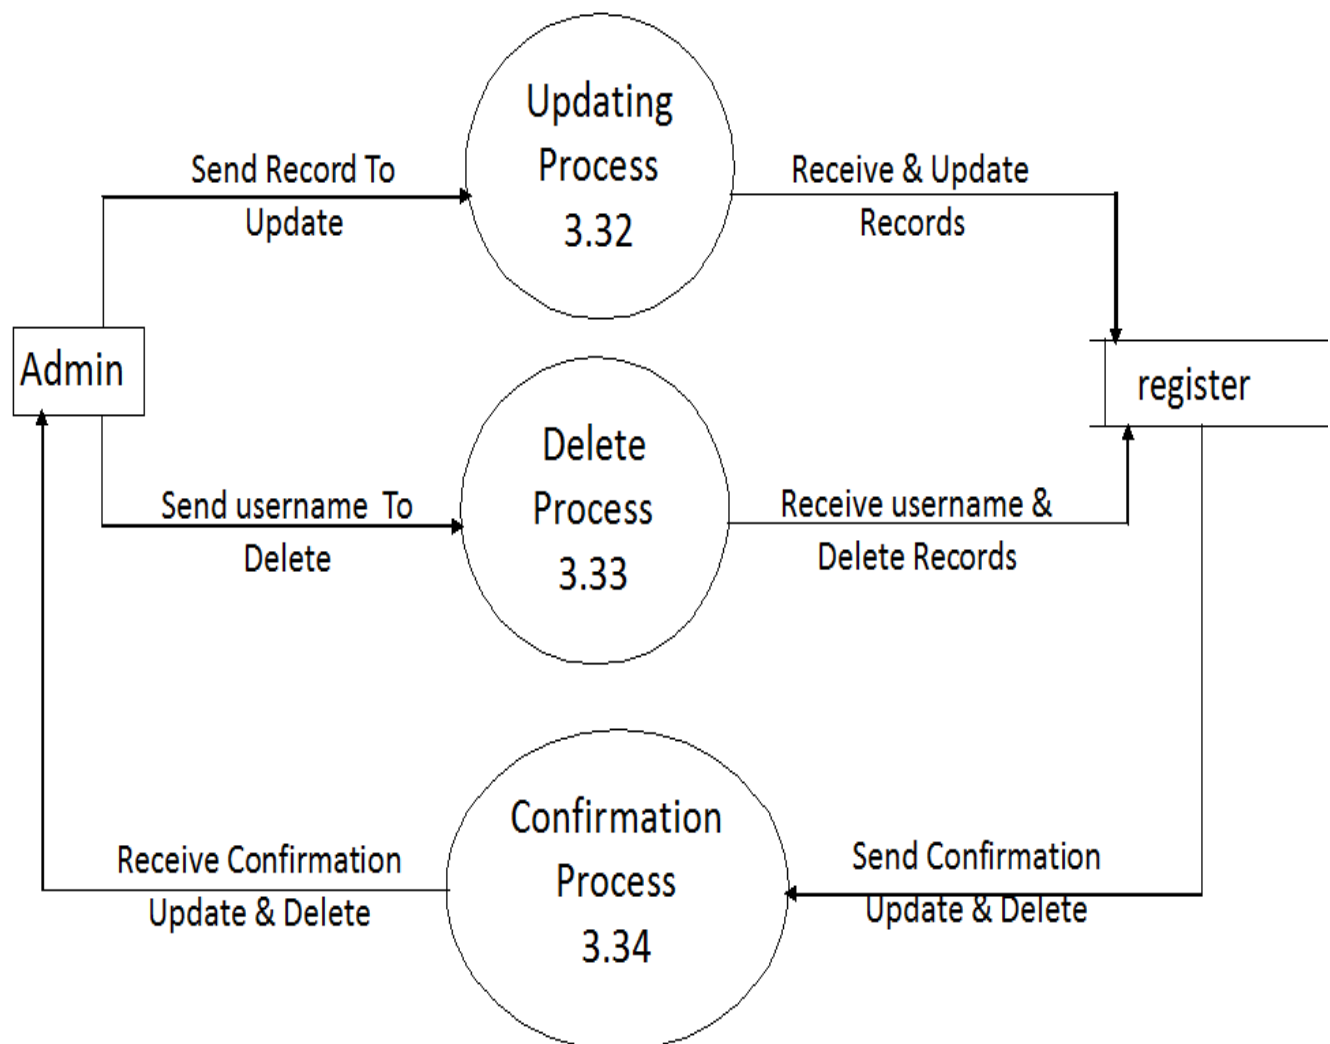 Updating
Process
3.32
Send Record To
Update
Receive & Update
Records
Admin
register
Delete
Process
3.33
Send username  To
Delete
Receive username &
Delete Records
Confirmation
Process
3.34
Receive Confirmation
Update & Delete
Send Confirmation
Update & Delete